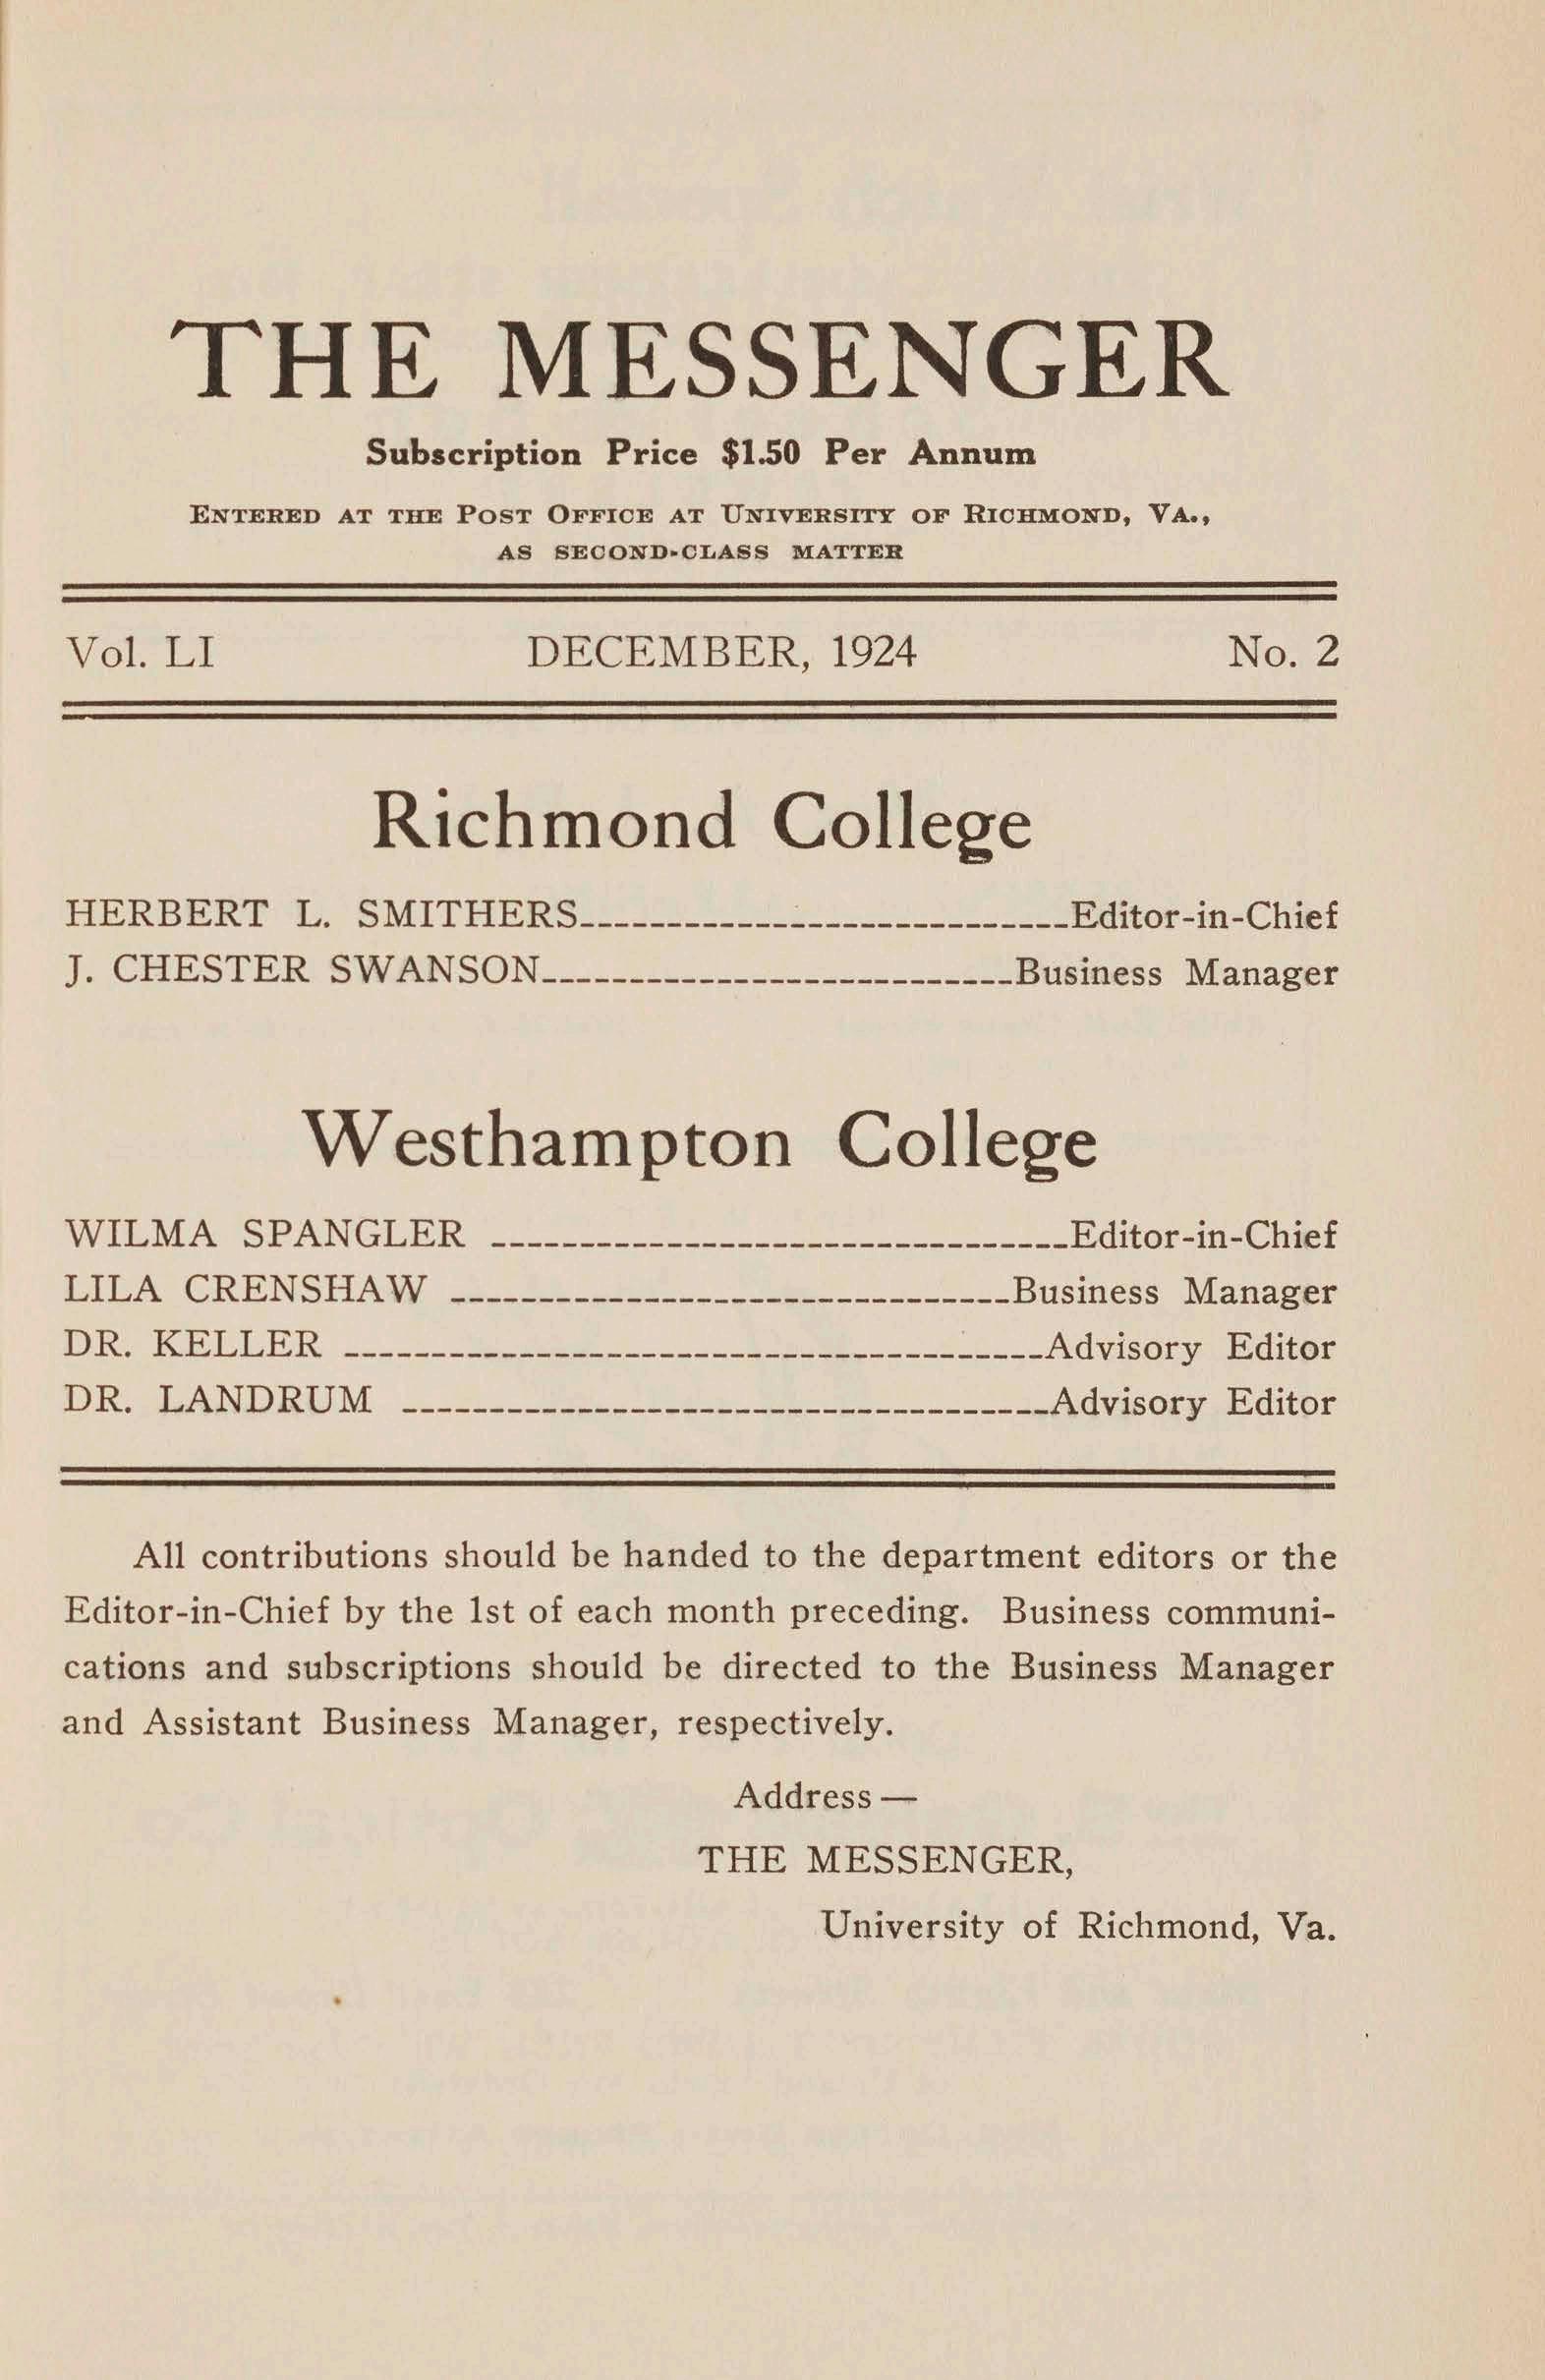 THE MESSENGER
Subscription Price $1.50 Per Annum
ENTERED AT THE POST OFFICE AT UNIVERSITY OF RICHMOND, VA.,
AS SECOND-CLASS MATTER
Vol. LI DECEMBER, 1924 No. 2
Richmond College
HERBERT L. SMITHERS Editor-in-Chief
J. CHESTER SWANSON Business Manager
Westhampton College
WILMA SPANGLER Editor-in-Chief
LILA CRENSHAW Business Manager
DR. KELLER Advisory Editor
DR. LANDRUM Advisory Editor
All contributions should be handed to the department editors or the
Editor-in-Chief by the 1st of each month preceding. Business communi-
cations and subscriptions should be directed to the Business Manager
and Assistant Business Manager, respectively.
Address —
THE MESSENGER,
University of Richmond, Va.